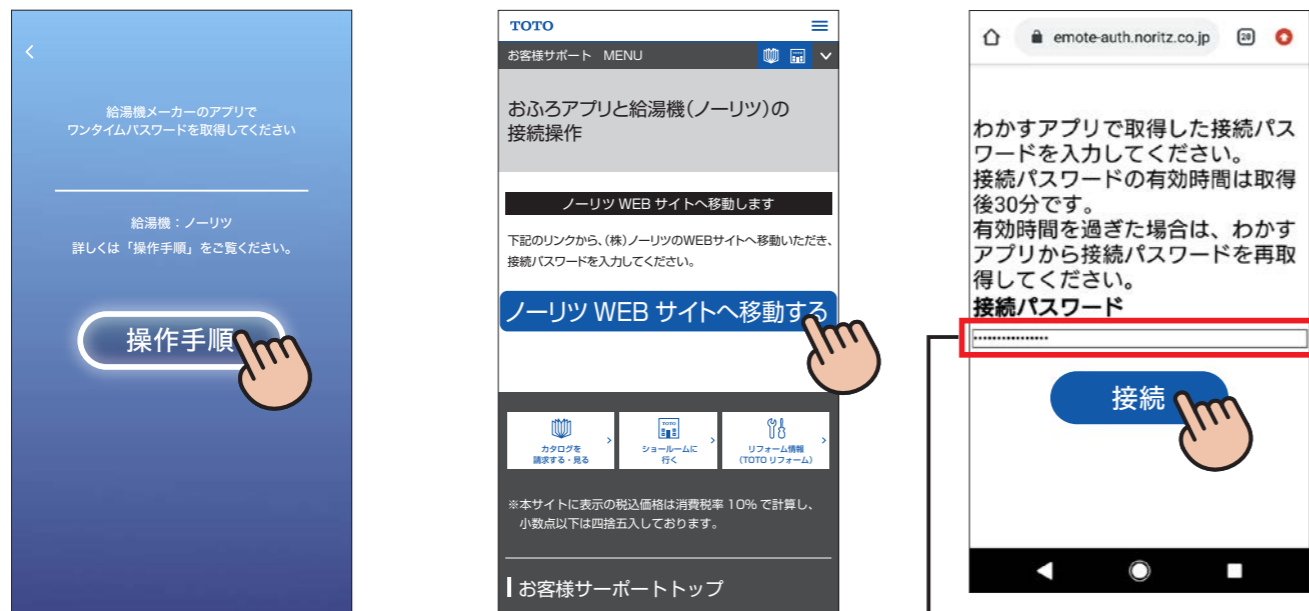 給湯機メーカーのアプリで
ワンタイムパスワードを取得してください
給湯機：ノーリツ
詳しくは「操作手順」をご覧ください。
操作手順
TOTO
お客様サポート MENU
おふろアプリと給湯機（ノーリツ）の
接続操作
ノーリツ WEB サイトへ移動します
下記のリンクから、（株）ノーリツのWEBサイトへ移動いただき、
接続パスワードを入力してください。
ノーリツ WEB サイトへ移動する
カタログを
請求する・見る
TOTO
ショールームに
行く
リフォーム情報
（TOTO リフォーム）
※本サイトに表示の税込価格は消費税率 10% で計算し、
小数点以下は四捨五入しております。
お客様サーポートトップ
emote-auth.noritz.co.jp
28
わかすアプリで取得した接続パス
ワードを入力してください。
接続パスワードの有効時間は取得
後30分です。
有効時間を過ぎた場合は、わかす
アプリから接続パスワードを再取
得してください。
接続パスワード
接続